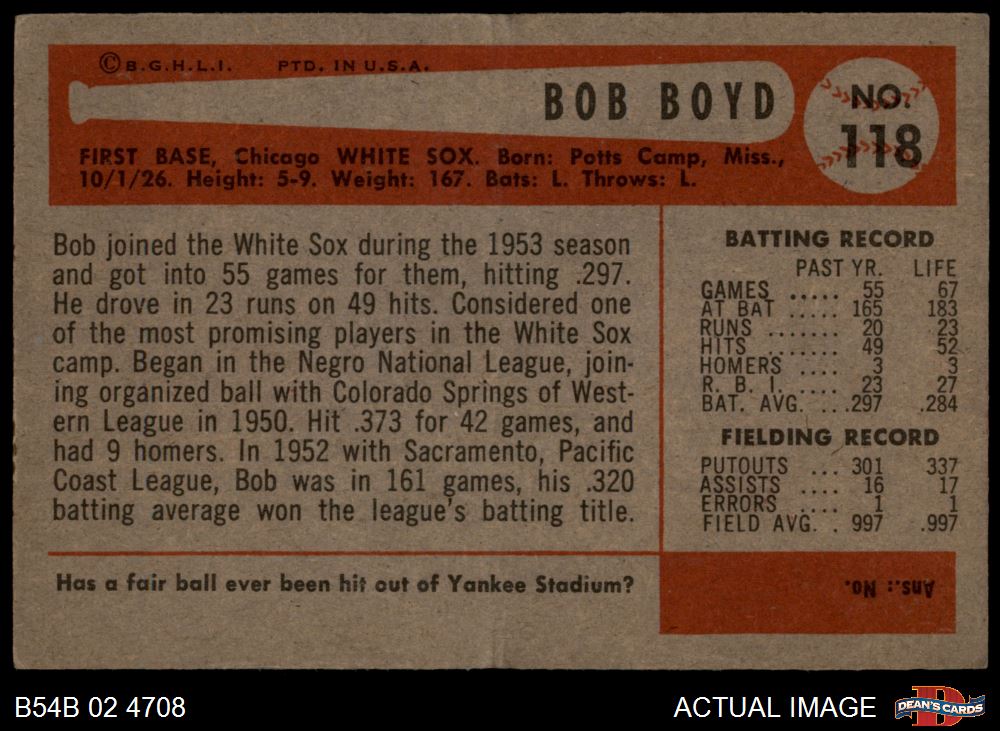 ©B.G.H.L.I. PTD. IN U.S.A.
BOB BOYD
NO.
118
FIRST BASE, Chicago WHITE SOX. Born: Potts Camp, Miss.,
10/1/26. Height: 5-9. Weight: 167. Bats: L. Throws: L.
Bob joined the White Sox during the 1953 season
and got into 55 games for them, hitting .297.
He drove in 23 runs on 49 hits. Considered one
of the most promising players in the White Sox
camp. Began in the Negro National League, join-
ing organized ball with Colorado Springs of West-
ern League in 1950. Hit .373 for 42 games, and
had 9 homers. In 1952 with Sacramento, Pacific
Coast League, Bob was in 161 games, his .320
batting average won the league's batting title.
BATTING RECORD
PAST YR. LIFE
GAMES ..... 55 67
AT BAT ..... 165 183
RUNS ....... 20 23
HITS ....... 49 52
HOMERS .... 3 3
R. B. I. .... 23 27
BAT. AVG. ...297 .284
FIELDING RECORD
PUTOUTS ... 301 337
ASSISTS .... 16 17
ERRORS .... 1 1
FIELD AVG. . 997 .997
Has a fair ball ever been hit out of Yankee Stadium?
Ans.: No.
B54B 02 4708
ACTUAL IMAGE
D
DEAN'S CARDS